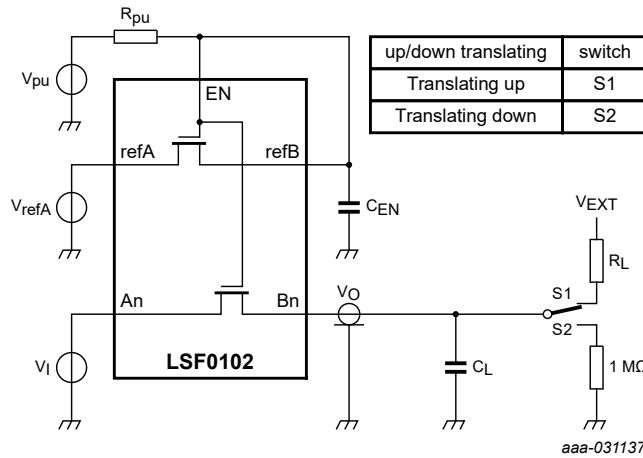 Rpu
up/down translating switch
Translating up S1
Translating down S2
Vpu
EN
refA refB
VrefA
CEN
VEXT
RL
An Bn
VO
S1
S2
VI
LSF0102
CL
1 MΩ
aaa-031137